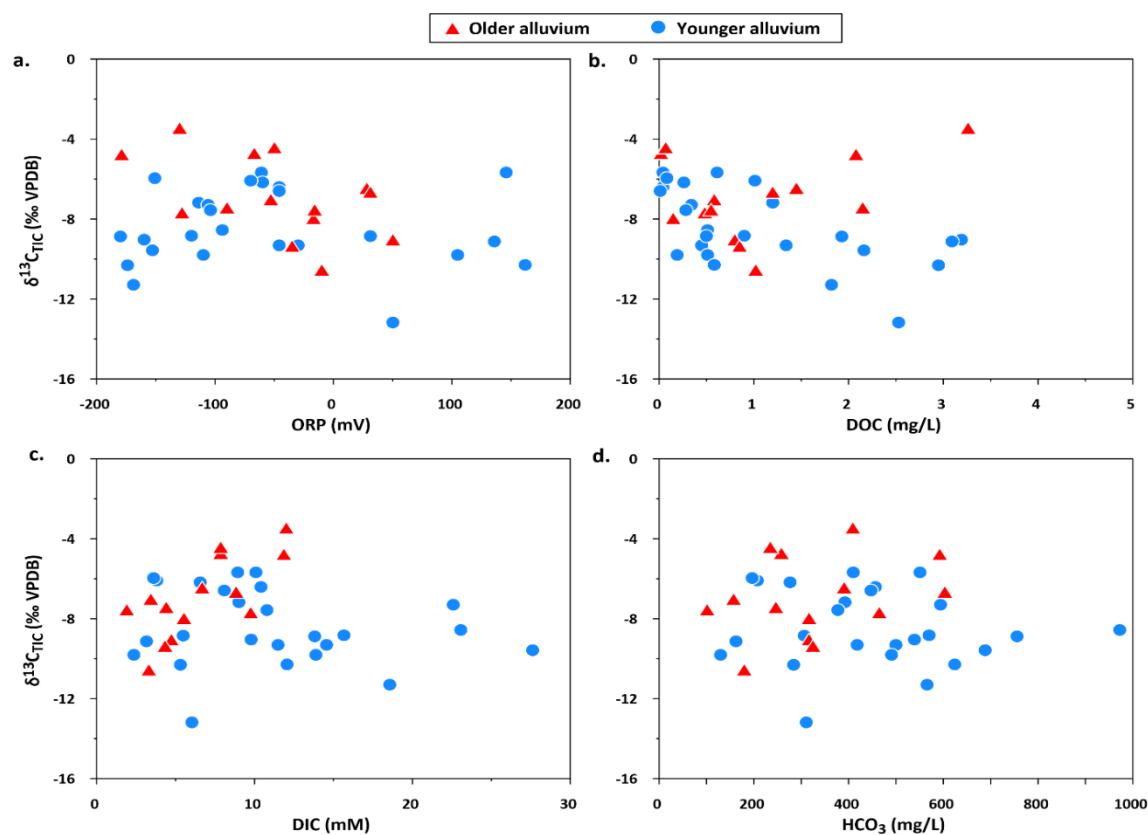 Older alluvium Younger alluvium
a.
0
-4
-8
-12
-16
δ¹³C_TIC (‰ VPDB)
-200 -100 0 100 200
ORP (mV)
b.
0
-4
-8
-12
-16
0 1 2 3 4 5
DOC (mg/L)
c.
0
-4
-8
-12
-16
δ¹³C_TIC (‰ VPDB)
0 10 20 30
DIC (mM)
d.
0
-4
-8
-12
-16
0 200 400 600 800 1000
HCO₃ (mg/L)